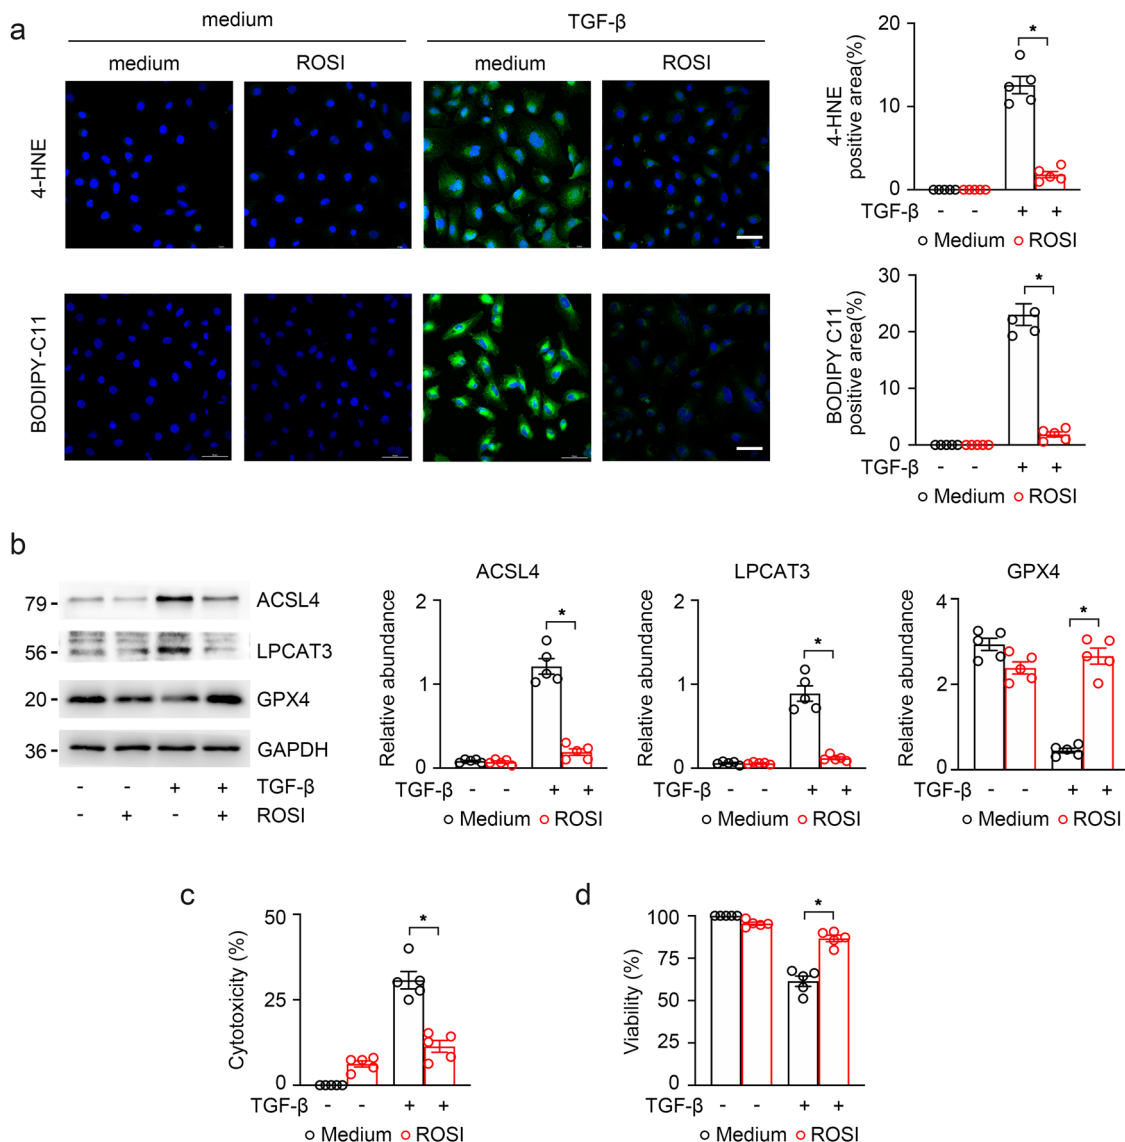 a
medium
TGF-β
medium
ROSI
medium
ROSI
4-HNE
BODIPY-C11
4-HNE
positive area(%)
20
10
0
*
TGF-β
- - + +
Medium ROSI
BODIPY C11
positive area(%)
30
20
10
0
*
TGF-β
- - + +
Medium ROSI
b
79
ACSL4
56
LPCAT3
20
GPX4
36
GAPDH
- - + + TGF-β
- + - + ROSI
ACSL4
Relative abundance
2
1
0
*
TGF-β
- - + +
Medium ROSI
LPCAT3
Relative abundance
2
1
0
*
TGF-β
- - + +
Medium ROSI
GPX4
Relative abundance
4
2
0
*
TGF-β
- - + +
Medium ROSI
c
Cytotoxicity (%)
50
25
0
*
TGF-β
- - + +
Medium ROSI
d
Viability (%)
100
75
50
25
0
*
TGF-β
- - + +
Medium ROSI